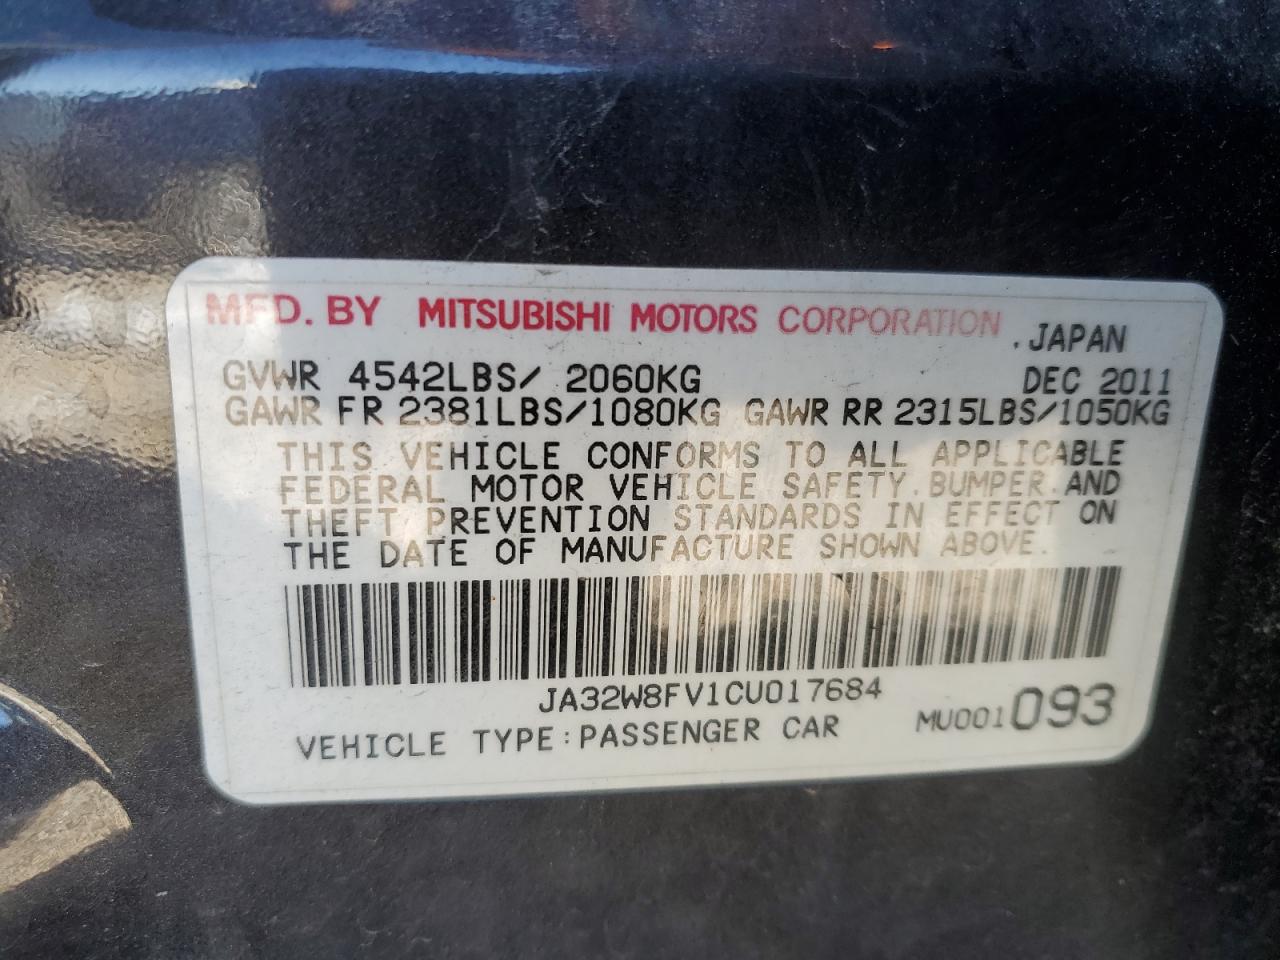 MFD. BY MITSUBISHI MOTORS CORPORATION
.JAPAN
GVWR 4542LBS/ 2060KG DEC 2011
GAWR FR 2381LBS/1080KG GAWR RR 2315LBS/1050KG
THIS VEHICLE CONFORMS TO ALL APPLICABLE
FEDERAL MOTOR VEHICLE SAFETY.BUMPER.AND
THEFT PREVENTION STANDARDS IN EFFECT ON
THE DATE OF MANUFACTURE SHOWN ABOVE.
JA32W8FV1CU017684
VEHICLE TYPE:PASSENGER CAR MU001093